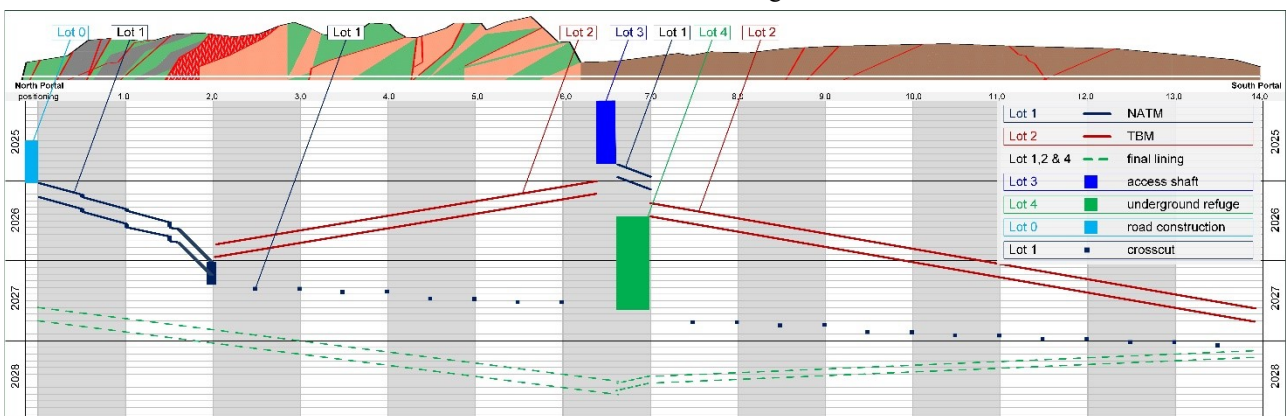 Lot 0
Lot 1
Lot 1
Lot 2
Lot 3
Lot 1
Lot 4
Lot 2
North Portal
South Portal
positioning 1.0 2.0 3.0 4.0 5.0 6.0 7.0 8.0 9.0 10.0 11.0 12.0 13.0 14.0
2025
2025
2026
2026
2027
2027
2028
2028
Lot 1 NATM
Lot 2 TBM
Lot 1,2 & 4 final lining
Lot 3 access shaft
Lot 4 underground refuge
Lot 0 road construction
Lot 1 crosscut